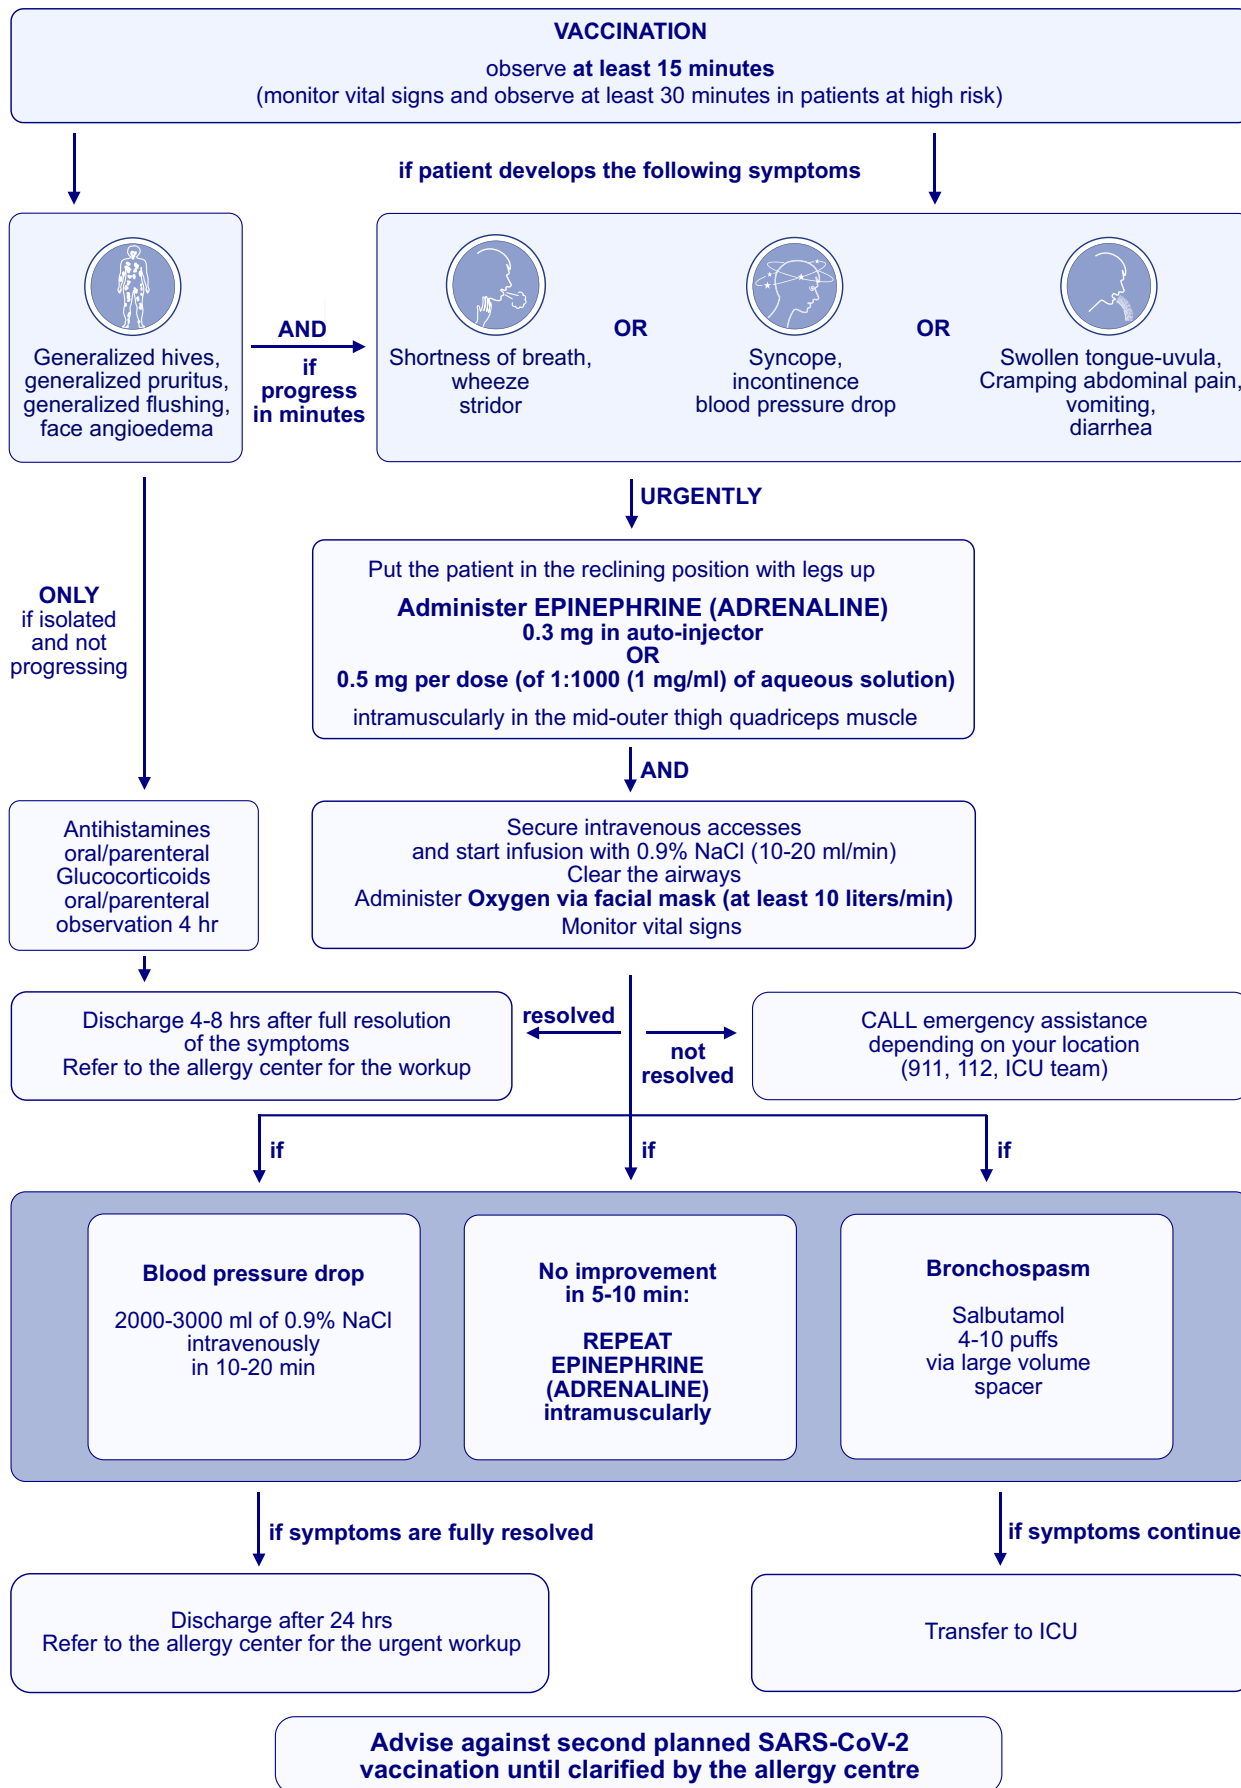 VACCINATION
observe at least 15 minutes
(monitor vital signs and observe at least 30 minutes in patients at high risk)
if patient develops the following symptoms
Generalized hives,
generalized pruritus,
generalized flushing,
face angioedema
AND
if
progress
in minutes
Shortness of breath,
wheeze
stridor
OR
Syncope,
incontinence
blood pressure drop
OR
Swollen tongue-uvula,
Cramping abdominal pain,
vomiting,
diarrhea
URGENTLY
Put the patient in the reclining position with legs up
Administer EPINEPHRINE (ADRENALINE)
0.3 mg in auto-injector
OR
0.5 mg per dose (of 1:1000 (1 mg/ml) of aqueous solution)
intramuscularly in the mid-outer thigh quadriceps muscle
ONLY
if isolated
and not
progressing
AND
Antihistamines
oral/parenteral
Glucocorticoids
oral/parenteral
observation 4 hr
Secure intravenous accesses
and start infusion with 0.9% NaCl (10-20 ml/min)
Clear the airways
Administer Oxygen via facial mask (at least 10 liters/min)
Monitor vital signs
Discharge 4-8 hrs after full resolution
of the symptoms
Refer to the allergy center for the workup
resolved
not
resolved
CALL emergency assistance
depending on your location
(911, 112, ICU team)
if
if
if
Blood pressure drop
2000-3000 ml of 0.9% NaCl
intravenously
in 10-20 min
No improvement
in 5-10 min:
REPEAT
EPINEPHRINE
(ADRENALINE)
intramuscularly
Bronchospasm
Salbutamol
4-10 puffs
via large volume
spacer
if symptoms are fully resolved
if symptoms continue
Discharge after 24 hrs
Refer to the allergy center for the urgent workup
Transfer to ICU
Advise against second planned SARS-CoV-2
vaccination until clarified by the allergy centre